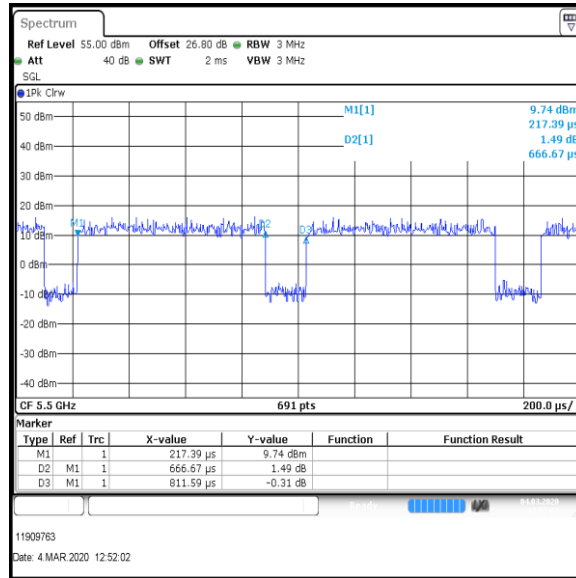 Spectrum
Ref Level 55.00 dBm Offset 26.80 dB RBW 3 MHz
Att 40 dB SWT 2 ms VBW 3 MHz
SGL
1Pk Clrw
M1[1] 9.74 dBm
217.39 µs
D2[1] 1.49 dB
666.67 µs
50 dBm
40 dBm
30 dBm
20 dBm
M1 D2 D3
10 dBm
0 dBm
-10 dBm
-20 dBm
-30 dBm
-40 dBm
CF 5.5 GHz 691 pts 200.0 µs/
Marker
Type Ref Trc X-value Y-value Function Function Result
M1 1 217.39 µs 9.74 dBm
D2 M1 1 666.67 µs 1.49 dB
D3 M1 1 811.59 µs -0.31 dB
Ready 04.03.2020
11909763
Date: 4.MAR.2020 12:52:02